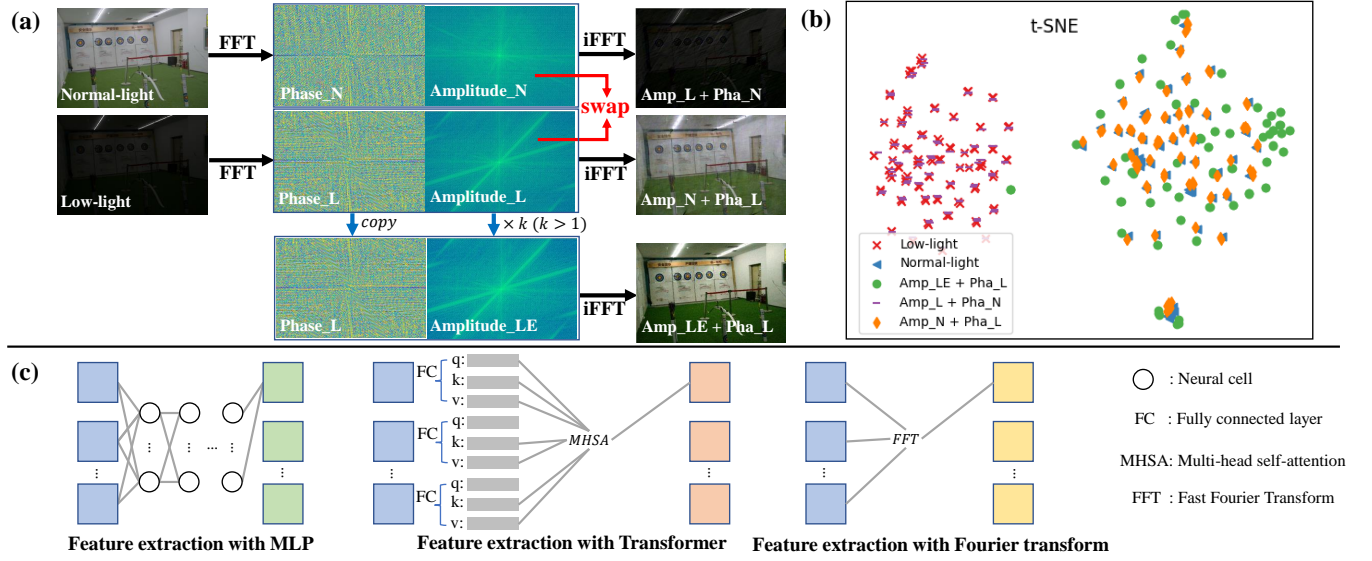 (a)
Normal-light
FFT
Phase_N
Amplitude_N
iFFT
Amp_L + Pha_N
swap
Low-light
FFT
Phase_L
Amplitude_L
iFFT
Amp_N + Pha_L
copy
× k (k > 1)
Phase_L
Amplitude_LE
iFFT
Amp_LE + Pha_L
(b)
t-SNE
Low-light
Normal-light
Amp_LE + Pha_L
Amp_L + Pha_N
Amp_N + Pha_L
(c)
...
...
...
...
...
Feature extraction with MLP
FC
q:
k:
v:
FC
q:
k:
v:
...
FC
q:
k:
v:
MHSA
...
Feature extraction with Transformer
...
FFT
...
Feature extraction with Fourier transform
: Neural cell
FC : Fully connected layer
MHSA: Multi-head self-attention
FFT : Fast Fourier Transform